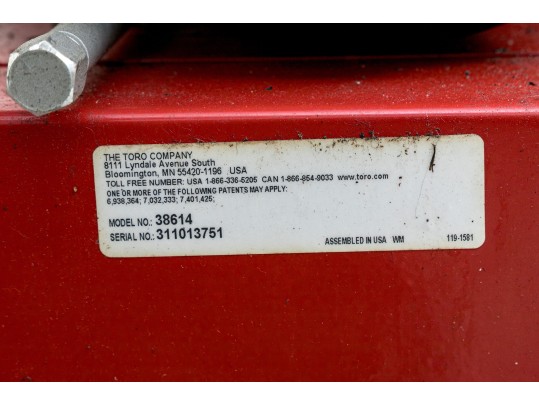 THE TORO COMPANY
8111 Lyndale Avenue South
Bloomington, MN 55420-1196 USA
TOLL FREE NUMBER: USA 1-866-336-5205 CAN 1-866-854-9033 www.toro.com
ONE OR MORE OF THE FOLLOWING PATENTS MAY APPLY:
6,938,364; 7,032,333; 7,401,425;
MODEL NO.: 38614
SERIAL NO.: 311013751
ASSEMBLED IN USA WM 119-1581